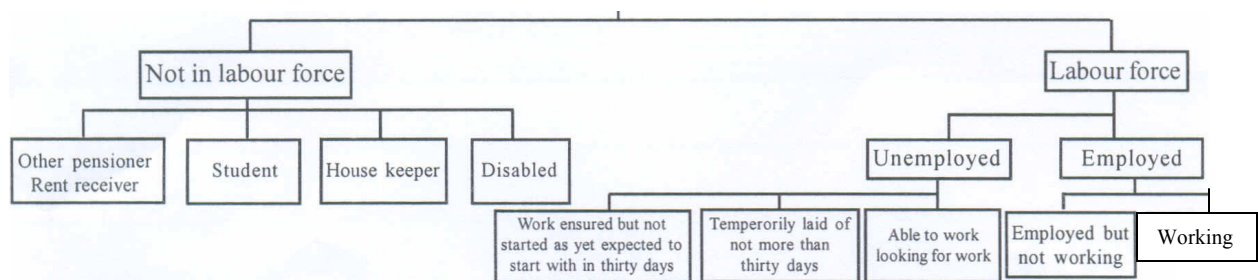 Not in labour force
Labour force
Other pensioner
Rent receiver
Student
House keeper
Disabled
Unemployed
Employed
Work ensured but not
started as yet expected to
start with in thirty days
Temperorily laid of
not more than
thirty days
Able to work
looking for work
Employed but
not working
Working